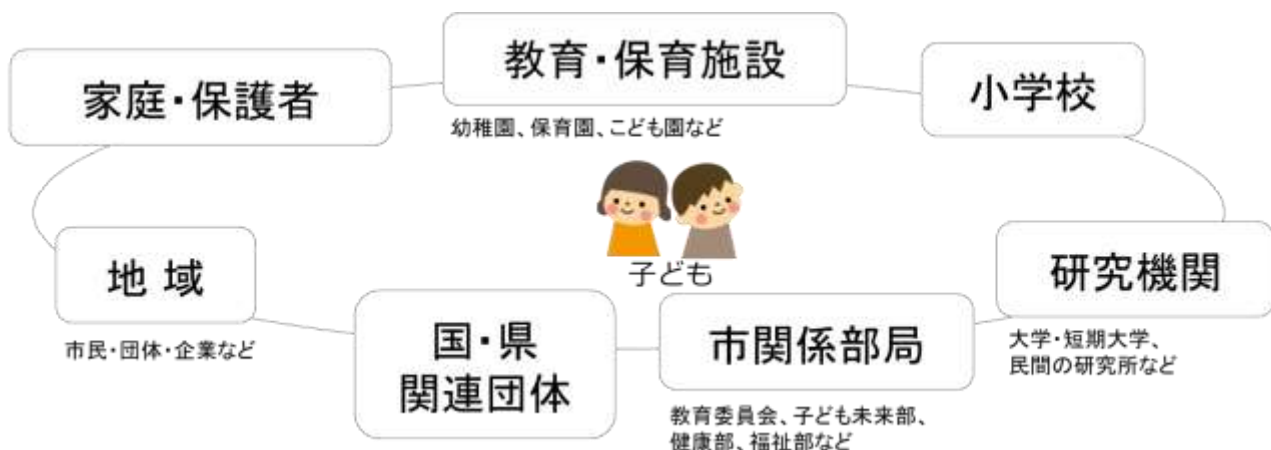 教育・保育施設
幼稚園、保育園、こども園など
家庭・保護者
小学校
子ども
地 域
市民・団体・企業など
研究機関
大学・短期大学、
民間の研究所など
国・県
関連団体
市関係部局
教育委員会、子ども未来部、
健康部、福祉部など